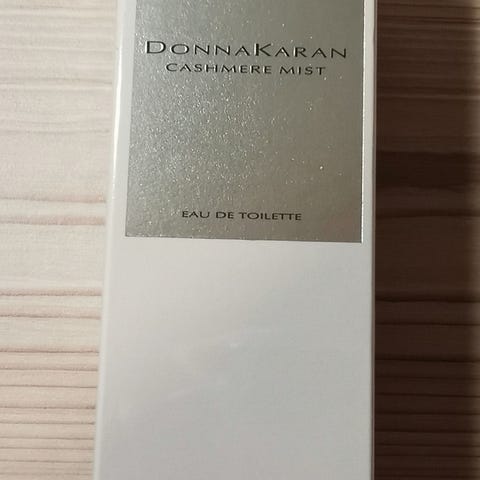 DONNAKARAN
CASHMERE MIST
EAU DE TOILETTE